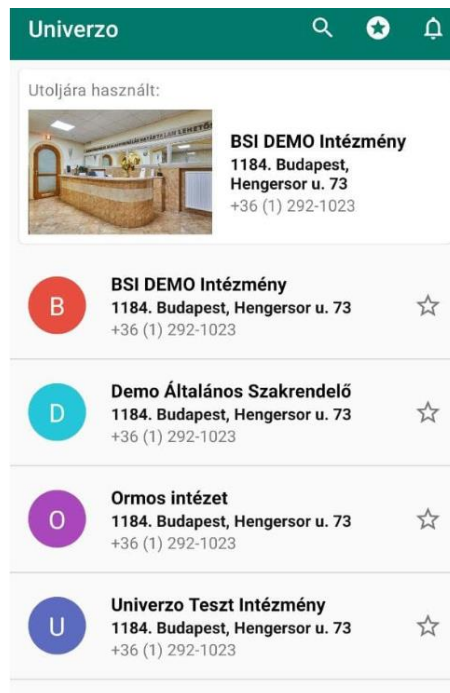 Univerzo
Utoljára használt:
BSI DEMO Intézmény
1184. Budapest,
Hengersor u. 73
+36 (1) 292-1023
B
BSI DEMO Intézmény
1184. Budapest, Hengersor u. 73
+36 (1) 292-1023
D
Demo Általános Szakrendelő
1184. Budapest, Hengersor u. 73
+36 (1) 292-1023
O
Ormos intézet
1184. Budapest, Hengersor u. 73
+36 (1) 292-1023
U
Univerzo Teszt Intézmény
1184. Budapest, Hengersor u. 73
+36 (1) 292-1023